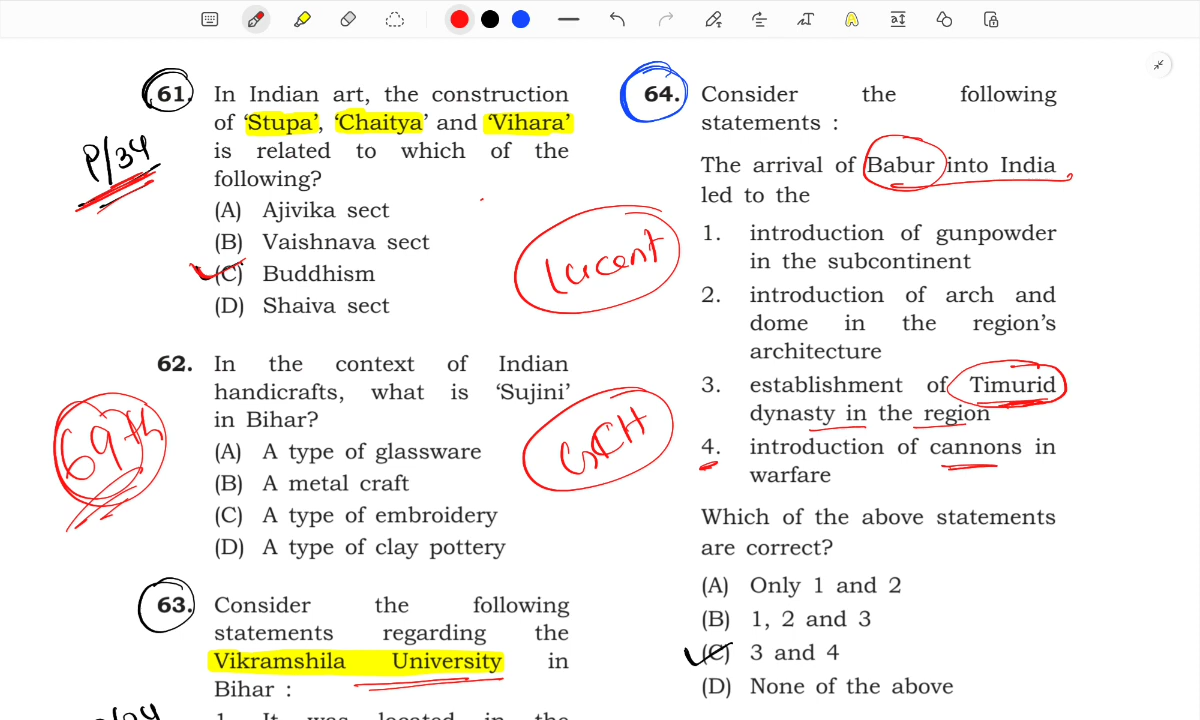 61. In Indian art, the construction
of ‘Stupa’, ‘Chaitya’ and ‘Vihara’
is related to which of the
following?
(A) Ajivika sect
(B) Vaishnava sect
(C) Buddhism
(D) Shaiva sect
P/34
Lucent
62. In the context of Indian
handicrafts, what is ‘Sujini’
in Bihar?
(A) A type of glassware
(B) A metal craft
(C) A type of embroidery
(D) A type of clay pottery
69th
63. Consider the following
statements regarding the
Vikramshila University in
Bihar :
1. It was located in the
64. Consider the following
statements :
The arrival of Babur into India
led to the
1. introduction of gunpowder
in the subcontinent
2. introduction of arch and
dome in the region’s
architecture
3. establishment of Timurid
dynasty in the region
4. introduction of cannons in
warfare
Which of the above statements
are correct?
(A) Only 1 and 2
(B) 1, 2 and 3
(C) 3 and 4
(D) None of the above